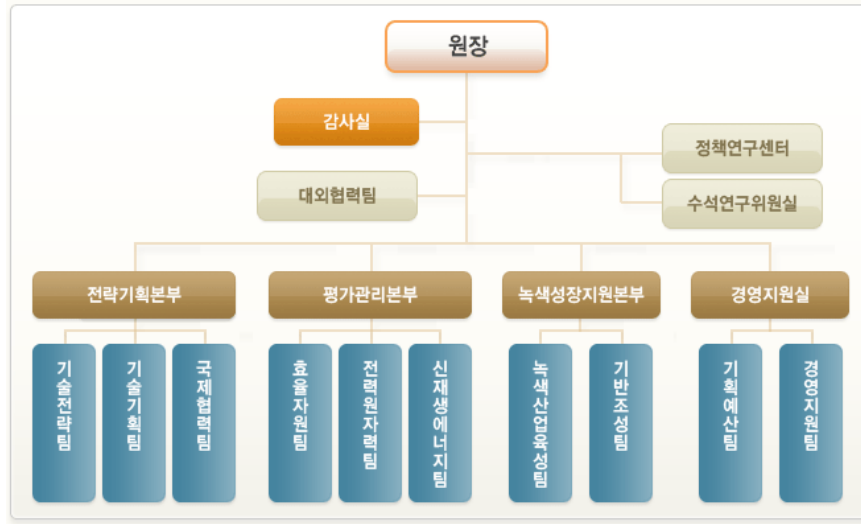 원장
감사실
정책연구센터
대외협력팀
수석연구위원실
전략기획본부
평가관리본부
녹색성장지원본부
경영지원실
기술전략팀
기술기획팀
국제협력팀
효율자원팀
전력원자력팀
신재생에너지팀
녹색산업육성팀
기반조성팀
기획예산팀
경영지원팀